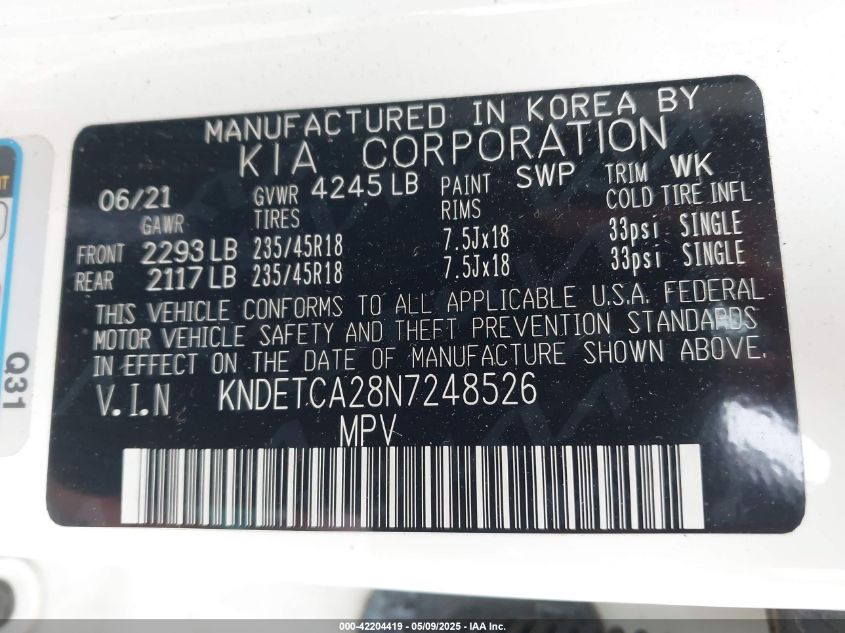 MANUFACTURED IN KOREA BY
KIA CORPORATION
06/21 GVWR 4245 LB PAINT SWP TRIM WK
GAWR TIRES RIMS COLD TIRE INFL
FRONT 2293 LB 235/45R18 7.5Jx18 33psi SINGLE
REAR 2117 LB 235/45R18 7.5Jx18 33psi SINGLE
THIS VEHICLE CONFORMS TO ALL APPLICABLE U.S.A. FEDERAL
MOTOR VEHICLE SAFETY AND THEFT PREVENTION STANDARDS
IN EFFECT ON THE DATE OF MANUFACTURE SHOWN ABOVE.
V.I.N KNDETCA28N7248526
MPV
Q31
000-42204419 - 05/09/2025 - IAA Inc.